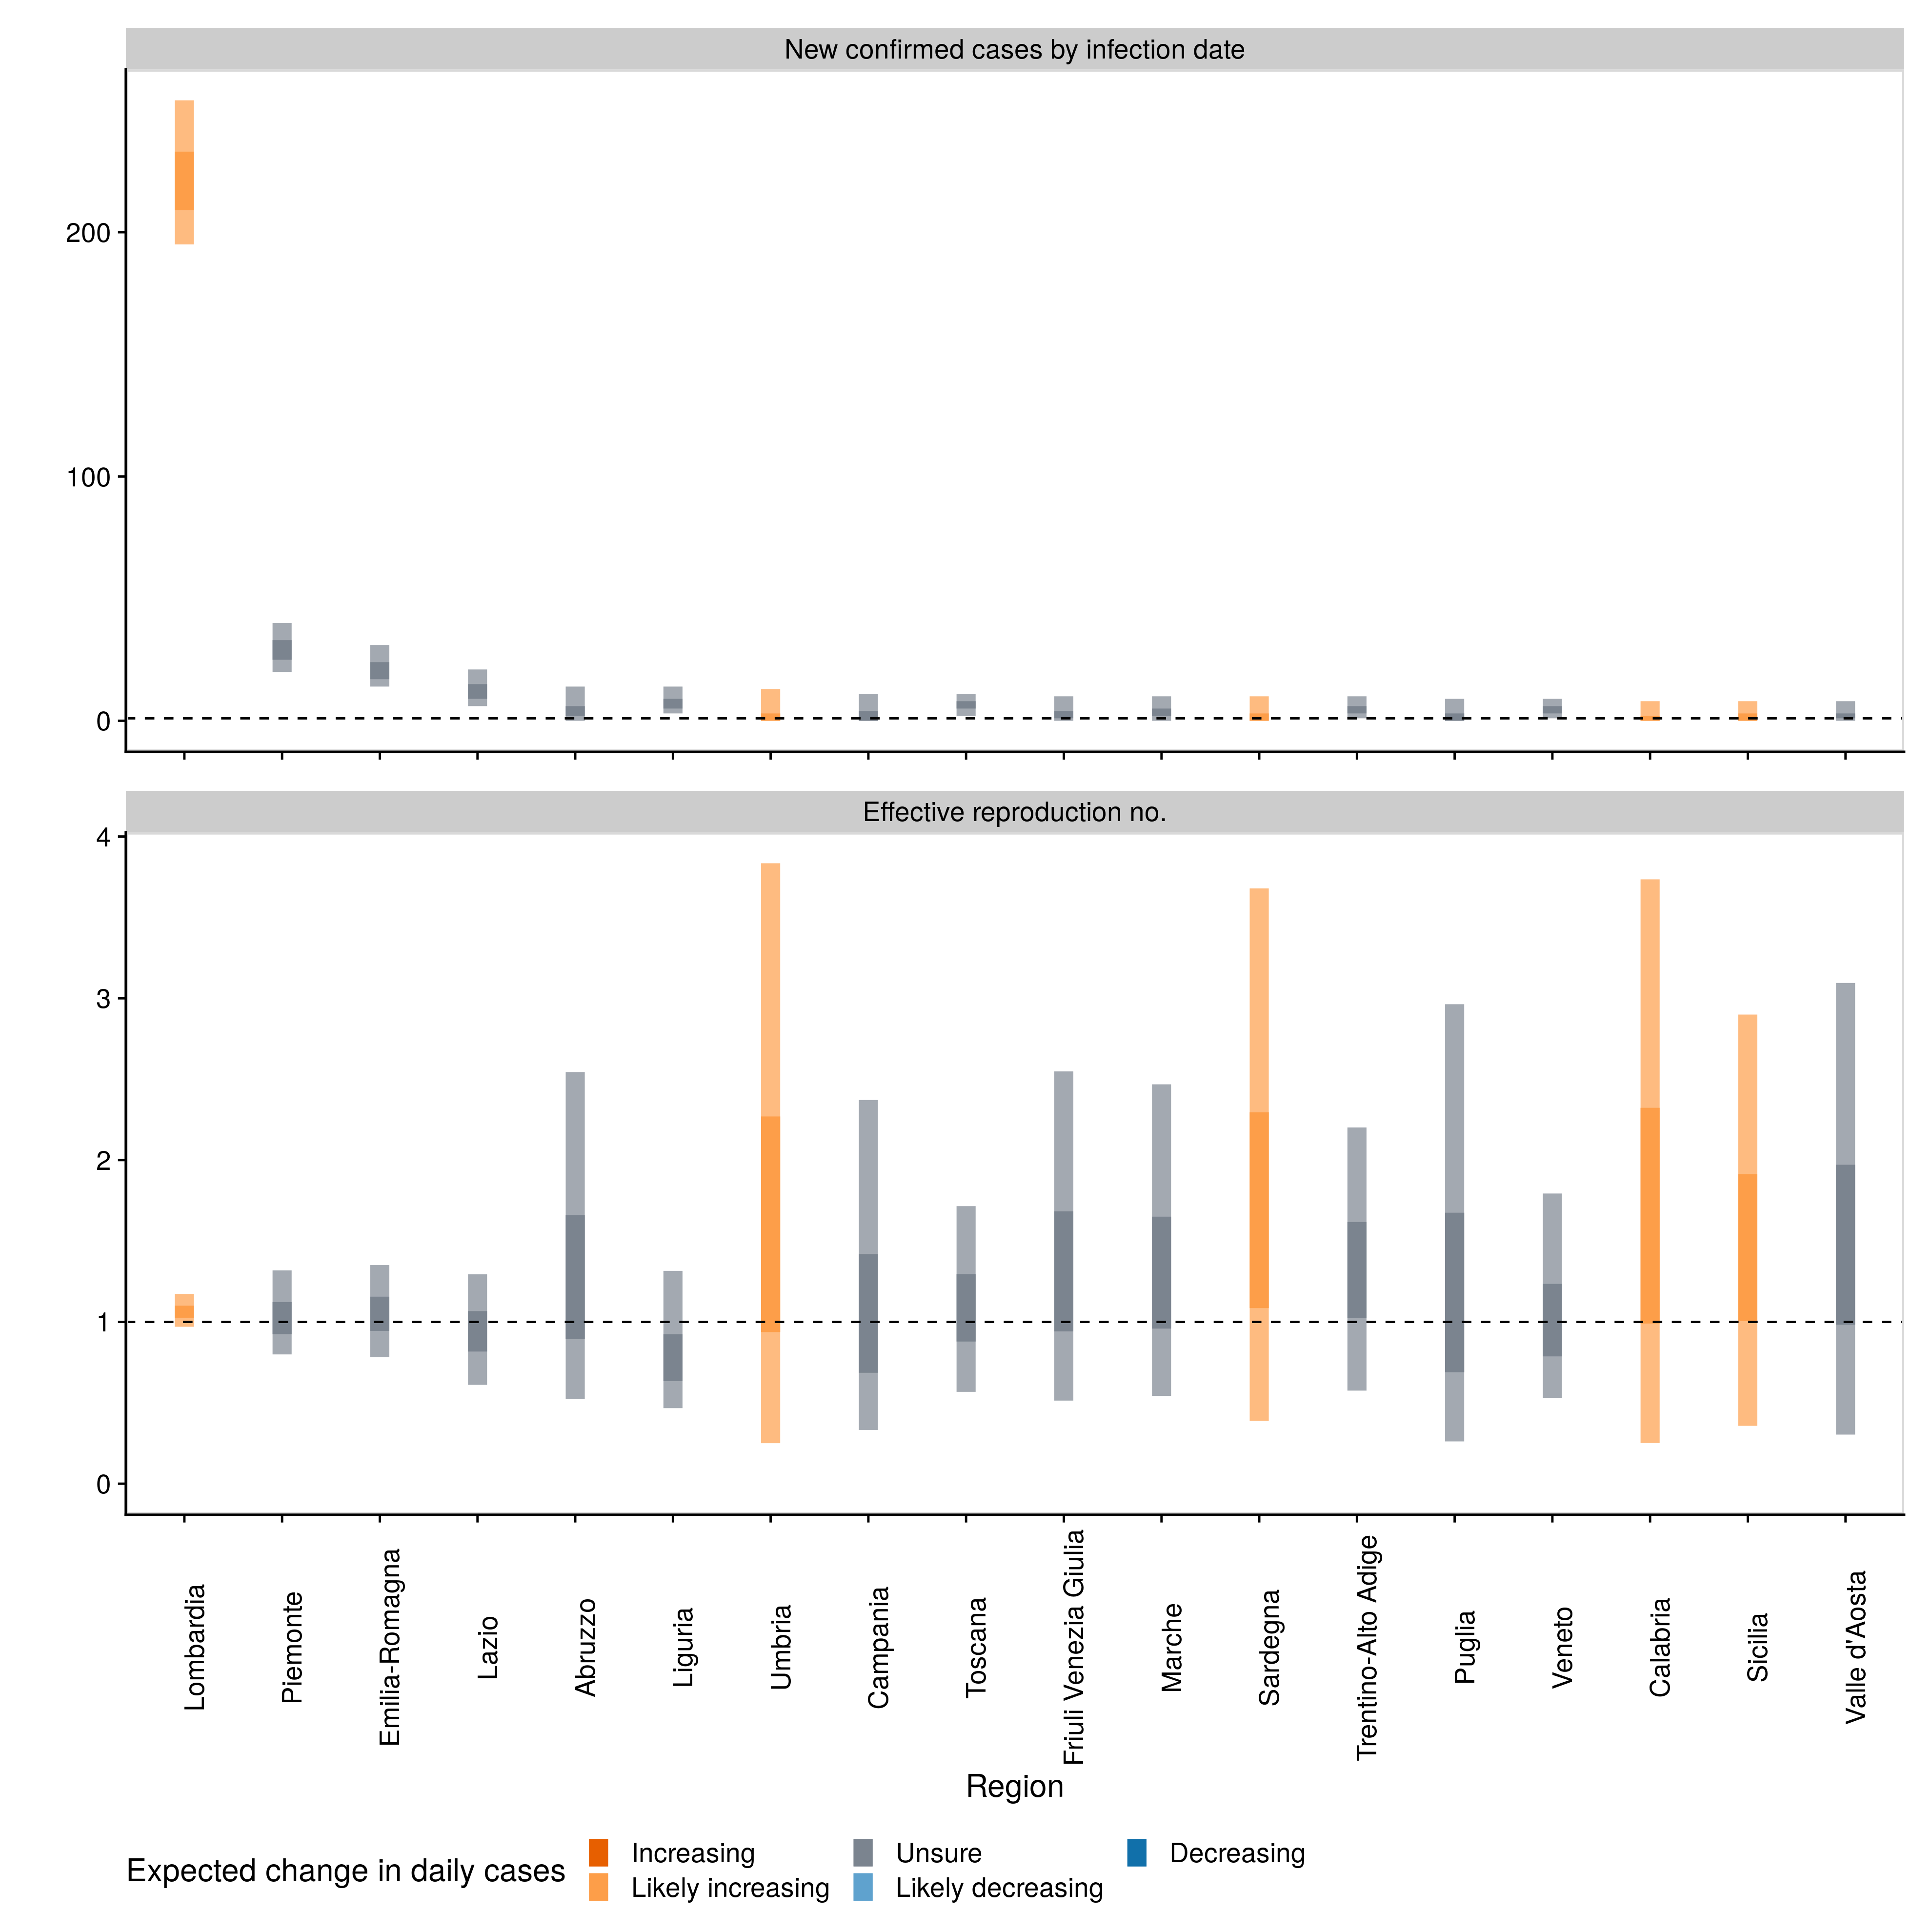 New confirmed cases by infection date
200
100
0
Effective reproduction no.
4
3
2
1
0
Lombardia
Piemonte
Emilia-Romagna
Lazio
Abruzzo
Liguria
Umbria
Campania
Toscana
Friuli Venezia Giulia
Marche
Sardegna
Trentino-Alto Adige
Puglia
Veneto
Calabria
Sicilia
Valle d'Aosta
Region
Expected change in daily cases
Increasing
Unsure
Decreasing
Likely increasing
Likely decreasing